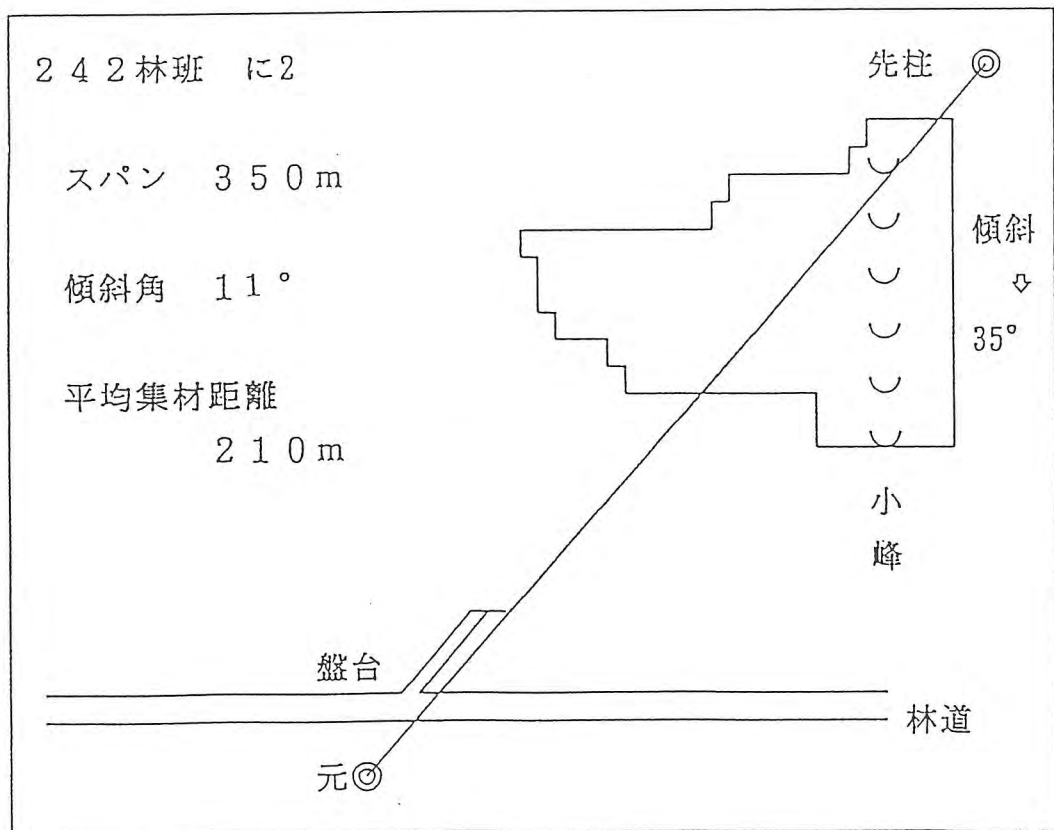 ２４２林班　に2
先柱
スパン　３５０ｍ
傾斜
⇩
35°
傾斜角　１１°
平均集材距離
２１０ｍ
小
峰
盤台
林道
元